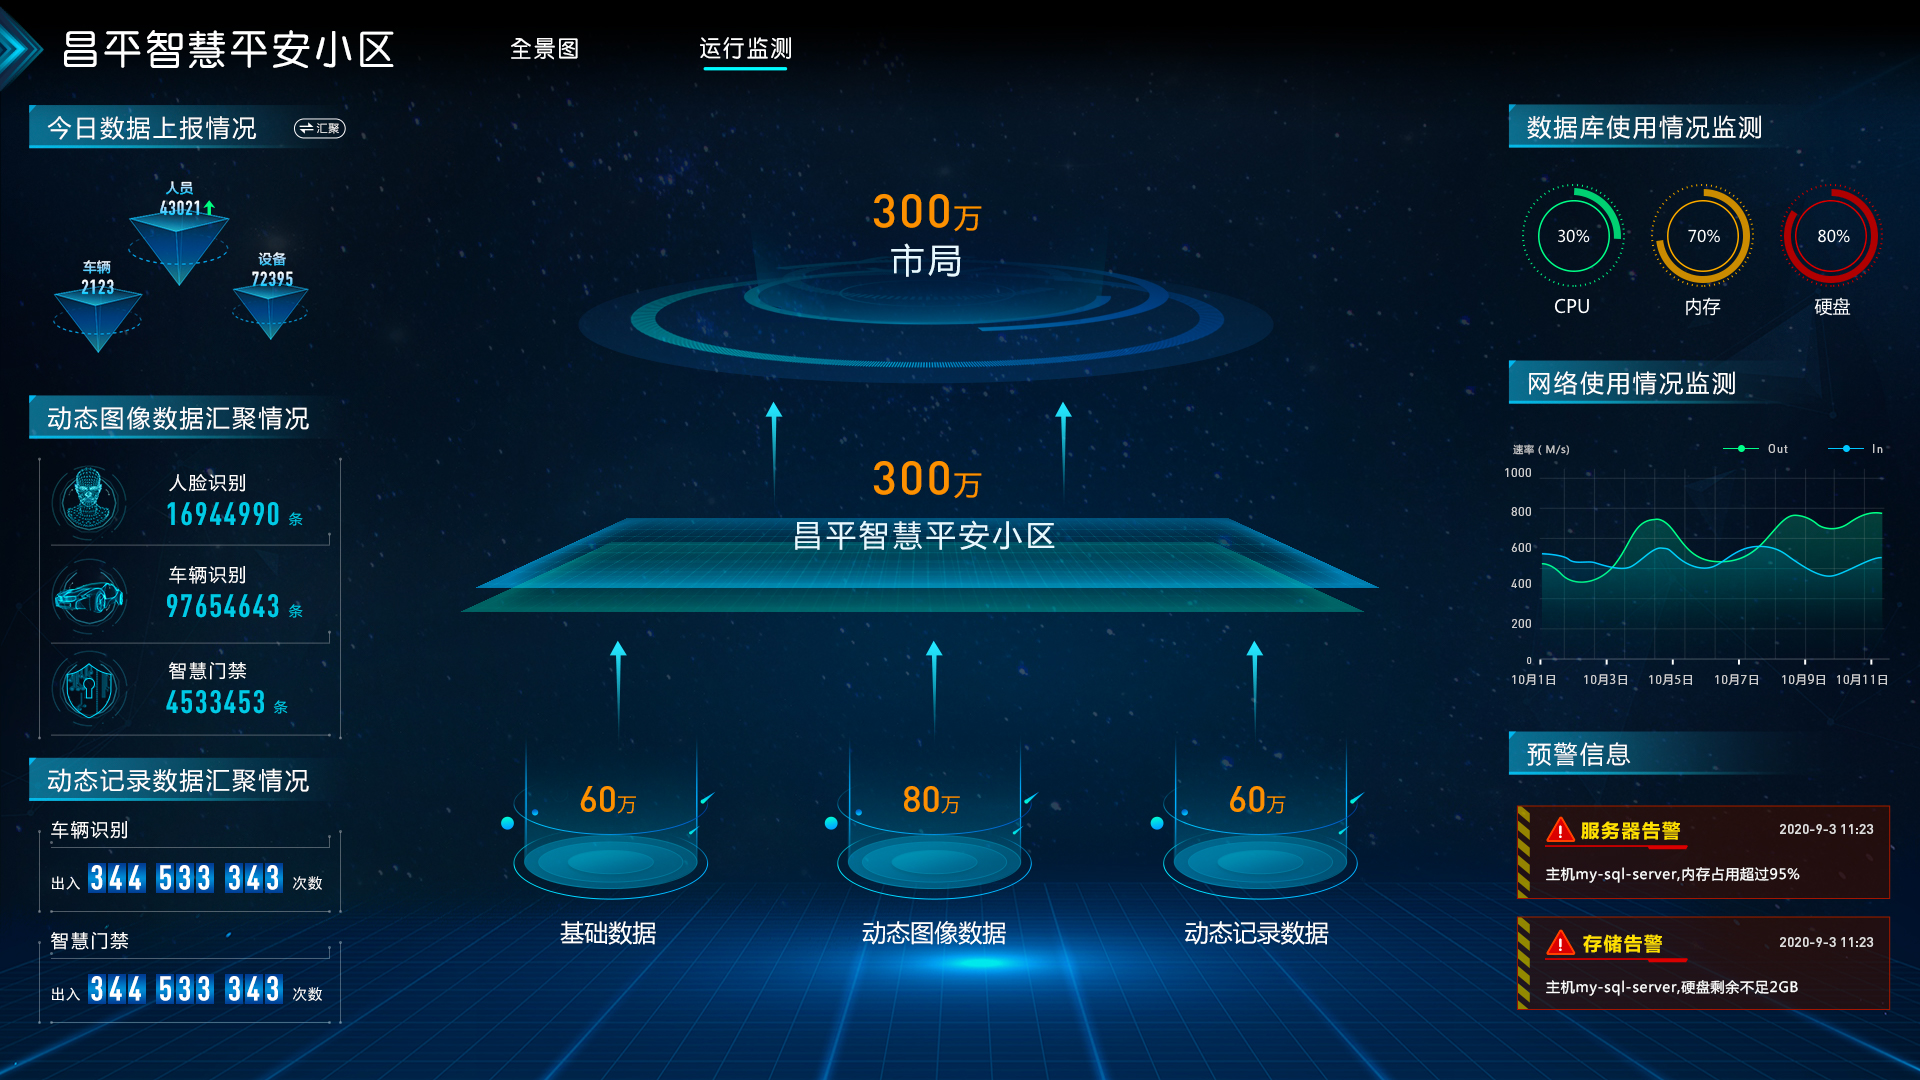 昌平智慧平安小区
全景图
运行监测
今日数据上报情况
汇聚
人员
43021
车辆
2123
设备
72395
动态图像数据汇聚情况
人脸识别
16944990 条
车辆识别
97654643 条
智慧门禁
4533453 条
动态记录数据汇聚情况
车辆识别
出入 344 533 343 次数
智慧门禁
出入 344 533 343 次数
300万
市局
300万
昌平智慧平安小区
60万
80万
60万
基础数据
动态图像数据
动态记录数据
数据库使用情况监测
30%
70%
80%
CPU
内存
硬盘
网络使用情况监测
速率 ( M/s)
Out
In
1000
800
600
400
200
0
10月1日
10月3日
10月5日
10月7日
10月9日
10月11日
预警信息
服务器告警
2020-9-3 11:23
主机my-sql-server,内存占用超过95%
存储告警
2020-9-3 11:23
主机my-sql-server,硬盘剩余不足2GB